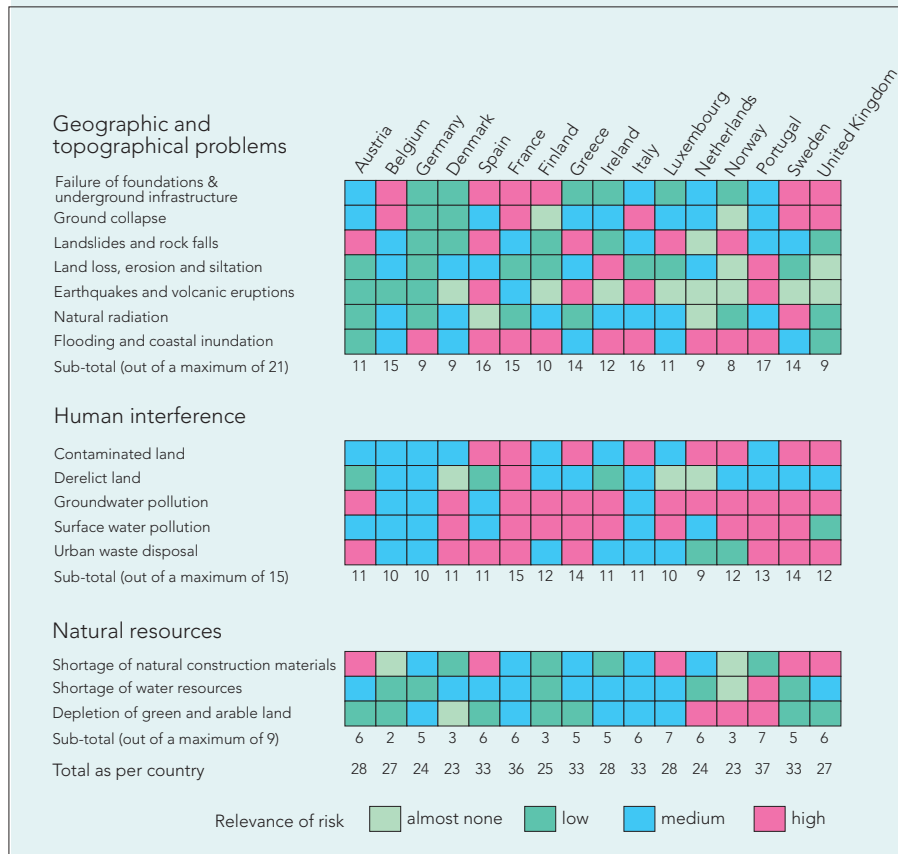 Geographic and
topographical problems
Austria Belgium Germany Denmark Spain France Finland Greece Ireland Italy Luxembourg Netherlands Norway Portugal Sweden United Kingdom
Failure of foundations &
underground infrastructure
Ground collapse
Landslides and rock falls
Land loss, erosion and siltation
Earthquakes and volcanic eruptions
Natural radiation
Flooding and coastal inundation
Sub-total (out of a maximum of 21) 11 15 9 9 16 15 10 14 12 16 11 9 8 17 14 9
Human interference
Contaminated land
Derelict land
Groundwater pollution
Surface water pollution
Urban waste disposal
Sub-total (out of a maximum of 15) 11 10 10 11 11 15 12 14 11 11 10 9 12 13 14 12
Natural resources
Shortage of natural construction materials
Shortage of water resources
Depletion of green and arable land
Sub-total (out of a maximum of 9) 6 2 5 3 6 6 3 5 5 6 7 6 3 7 5 6
Total as per country 28 27 24 23 33 36 25 33 28 33 28 24 23 37 33 27
Relevance of risk almost none low medium high